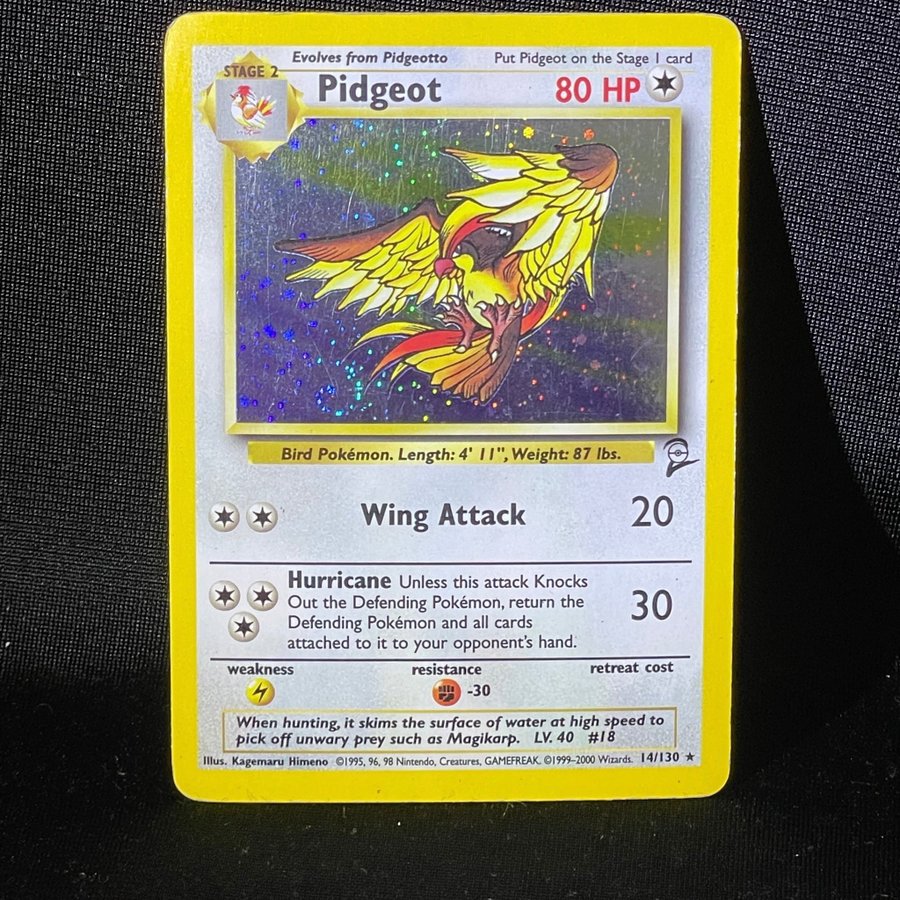 Evolves from Pidgeotto Put Pidgeot on the Stage 1 card
STAGE 2
Pidgeot 80 HP
Bird Pokémon. Length: 4' 11", Weight: 87 lbs.
Wing Attack 20
Hurricane Unless this attack Knocks
Out the Defending Pokémon, return the
Defending Pokémon and all cards
attached to it to your opponent's hand.
30
weakness resistance retreat cost
-30
When hunting, it skims the surface of water at high speed to
pick off unwary prey such as Magikarp. LV. 40 #18
Illus. Kagemaru Himeno ©1995, 96, 98 Nintendo, Creatures, GAMEFREAK. ©1999–2000 Wizards. 14/130 ★